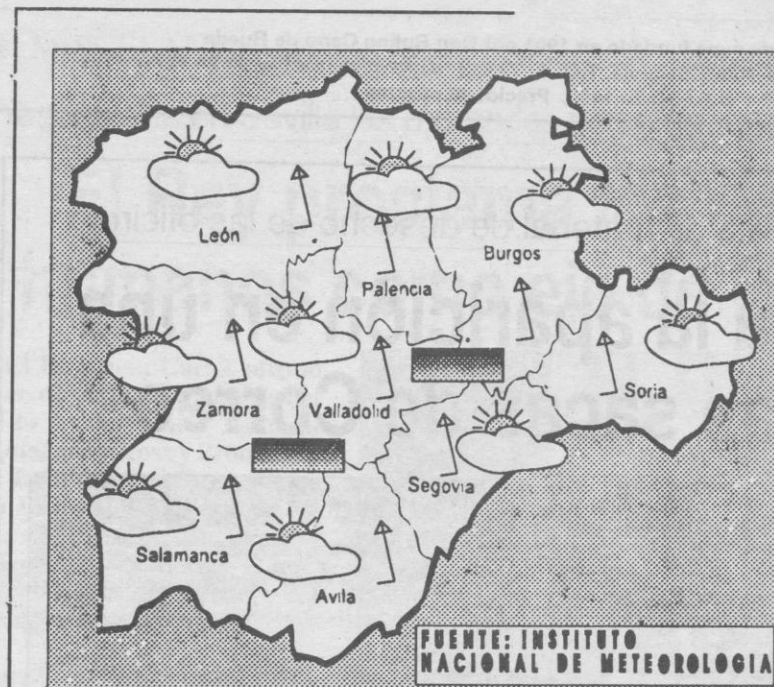 León
Palencia
Burgos
Zamora
Valladolid
Soria
Segovia
Salamanca
Avila
FUENTE: INSTITUTO
NACIONAL DE METEOROLOGIA